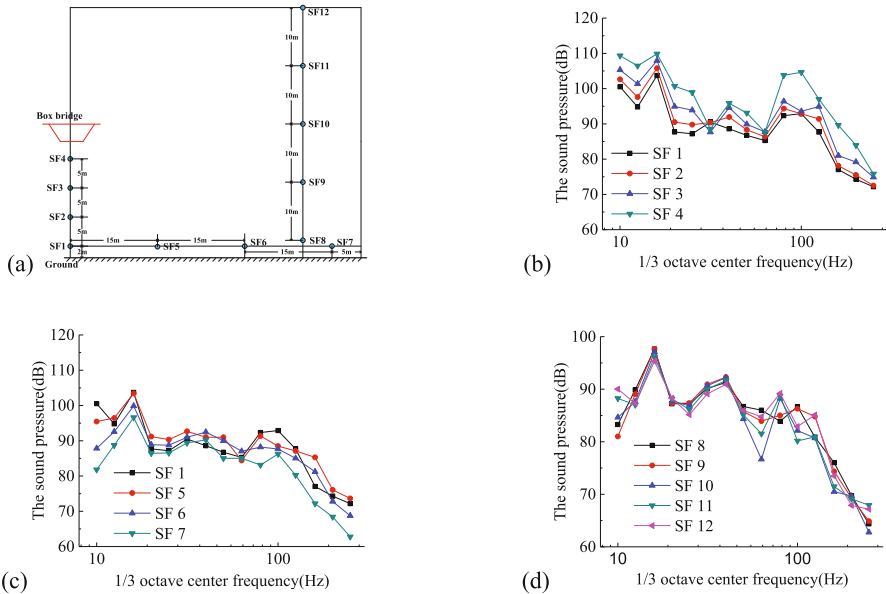 SF12
10m
SF11
10m
Box bridge
SF10
10m
SF4
5m
SF9
SF3
5m
10m
SF2
5m
15m
15m
SF8
SF7
SF1
SF5
SF6
2m
15m
5m
Ground
(a)
120
110
100
90
80
70
60
10
100
The sound pressure(dB)
1/3 octave center frequency(Hz)
SF 1
SF 2
SF 3
SF 4
(b)
120
110
100
90
80
70
60
10
100
The sound pressure(dB)
1/3 octave center frequency(Hz)
SF 1
SF 5
SF 6
SF 7
(c)
100
90
80
70
60
10
100
The sound pressure(dB)
1/3 octave center frequency(Hz)
SF 8
SF 9
SF 10
SF 11
SF 12
(d)